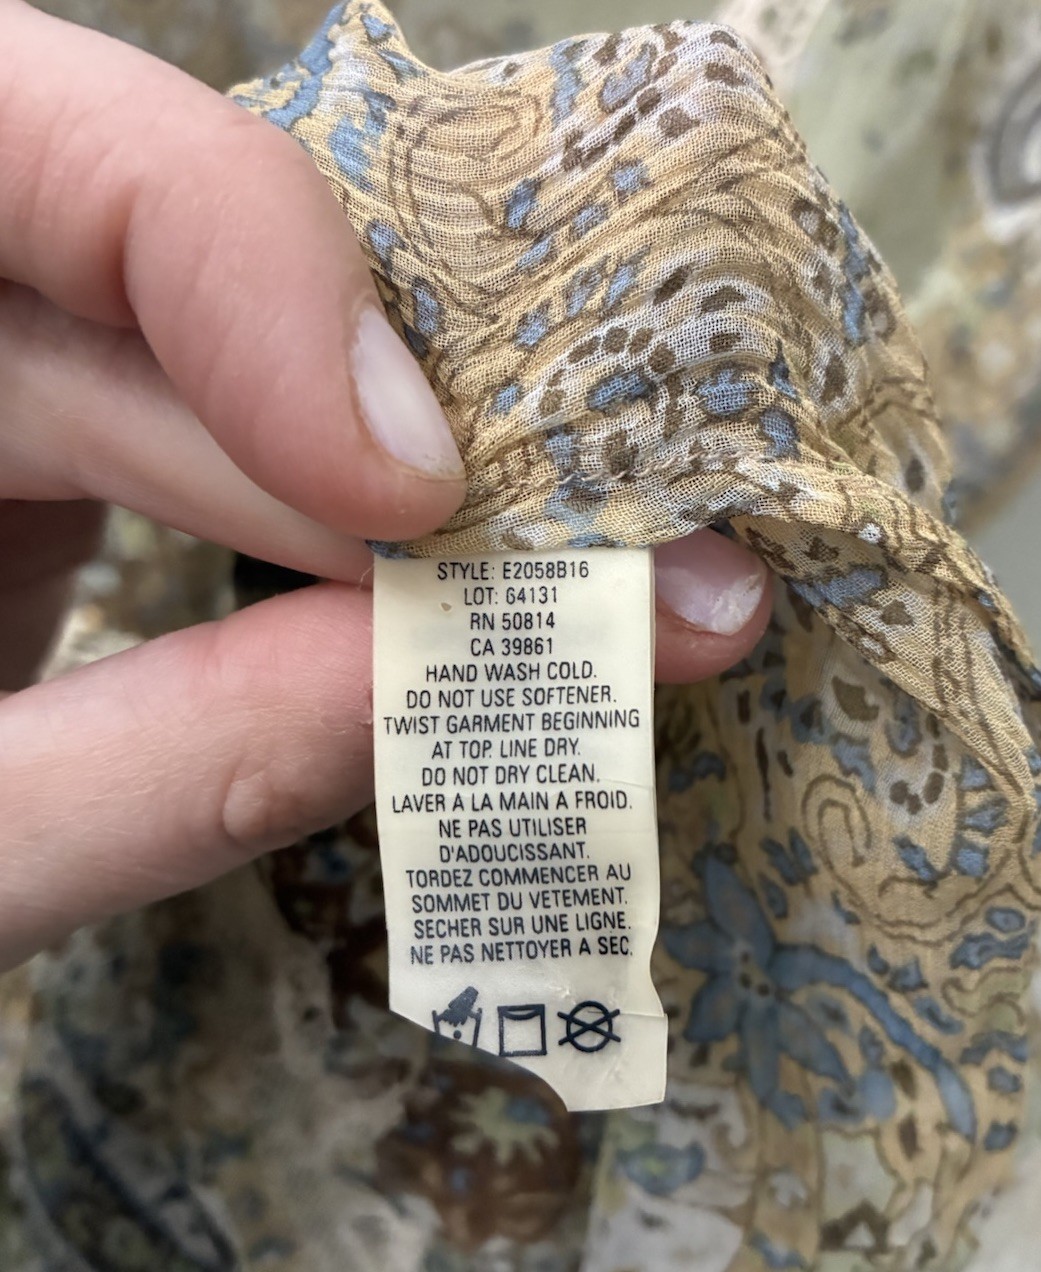 STYLE: E2058B16
LOT: 64131
RN 50814
CA 39861
HAND WASH COLD.
DO NOT USE SOFTENER.
TWIST GARMENT BEGINNING
AT TOP. LINE DRY.
DO NOT DRY CLEAN.
LAVER A LA MAIN A FROID.
NE PAS UTILISER
D'ADOUCISSANT.
TORDEZ COMMENCER AU
SOMMET DU VETEMENT.
SECHER SUR UNE LIGNE.
NE PAS NETTOYER A SEC.